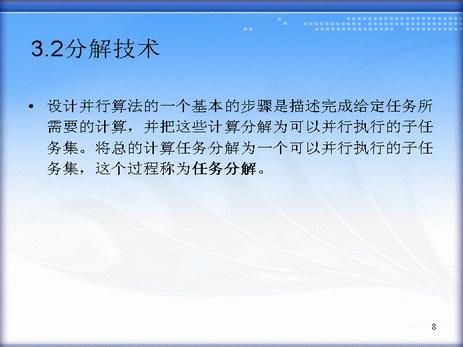 3.2分解技术
• 设计并行算法的一个基本的步骤是描述完成给定任务所
需要的计算，并把这些计算分解为可以并行执行的子任
务集。将总的计算任务分解为一个可以并行执行的子任
务集，这个过程称为任务分解。
8